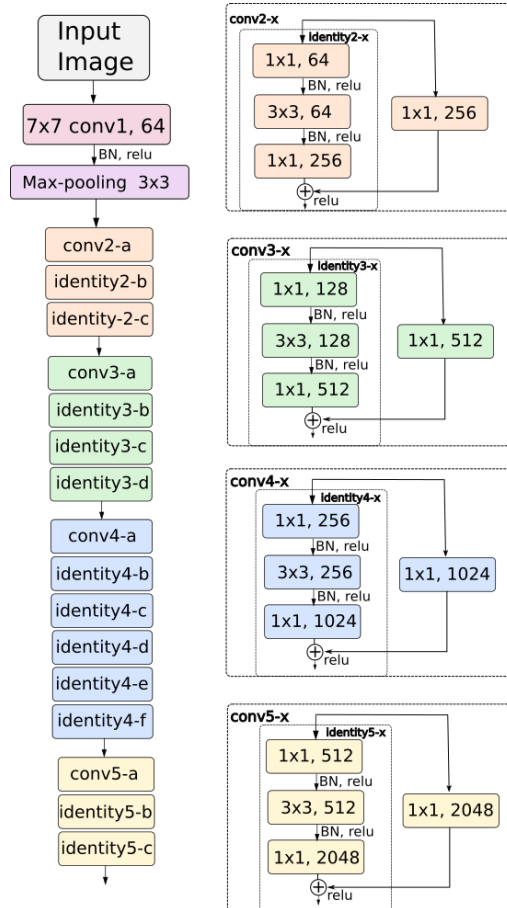 Input
Image
7x7 conv1, 64
BN, relu
Max-pooling 3x3
conv2-a
identity2-b
identity-2-c
conv3-a
identity3-b
identity3-c
identity3-d
conv4-a
identity4-b
identity4-c
identity4-d
identity4-e
identity4-f
conv5-a
identity5-b
identity5-c
conv2-x
identity2-x
1x1, 64
BN, relu
3x3, 64
1x1, 256
BN, relu
1x1, 256
relu
conv3-x
identity3-x
1x1, 128
BN, relu
3x3, 128
1x1, 512
BN, relu
1x1, 512
relu
conv4-x
identity4-x
1x1, 256
BN, relu
3x3, 256
1x1, 1024
BN, relu
1x1, 1024
relu
conv5-x
identity5-x
1x1, 512
BN, relu
3x3, 512
1x1, 2048
BN, relu
1x1, 2048
relu